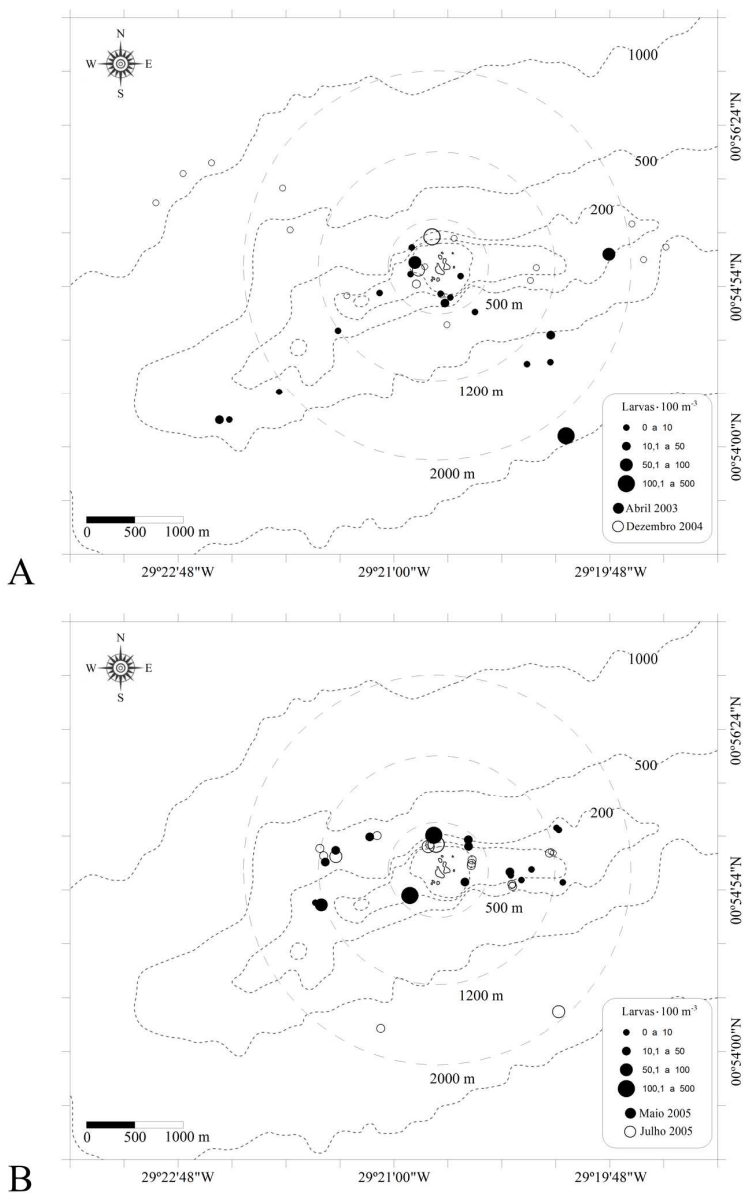 A
N
W E
S
1000
500
200
500 m
1200 m
2000 m
00°56'24"N
00°54'54"N
00°54'00"N
Larvas·100 m⁻³
0 a 10
10,1 a 50
50,1 a 100
100,1 a 500
Abril 2003
Dezembro 2004
0 500 1000 m
29°22'48"W 29°21'00"W 29°19'48"W
B
N
W E
S
1000
500
200
500 m
1200 m
2000 m
00°56'24"N
00°54'54"N
00°54'00"N
Larvas·100 m⁻³
0 a 10
10,1 a 50
50,1 a 100
100,1 a 500
Maio 2005
Julho 2005
0 500 1000 m
29°22'48"W 29°21'00"W 29°19'48"W